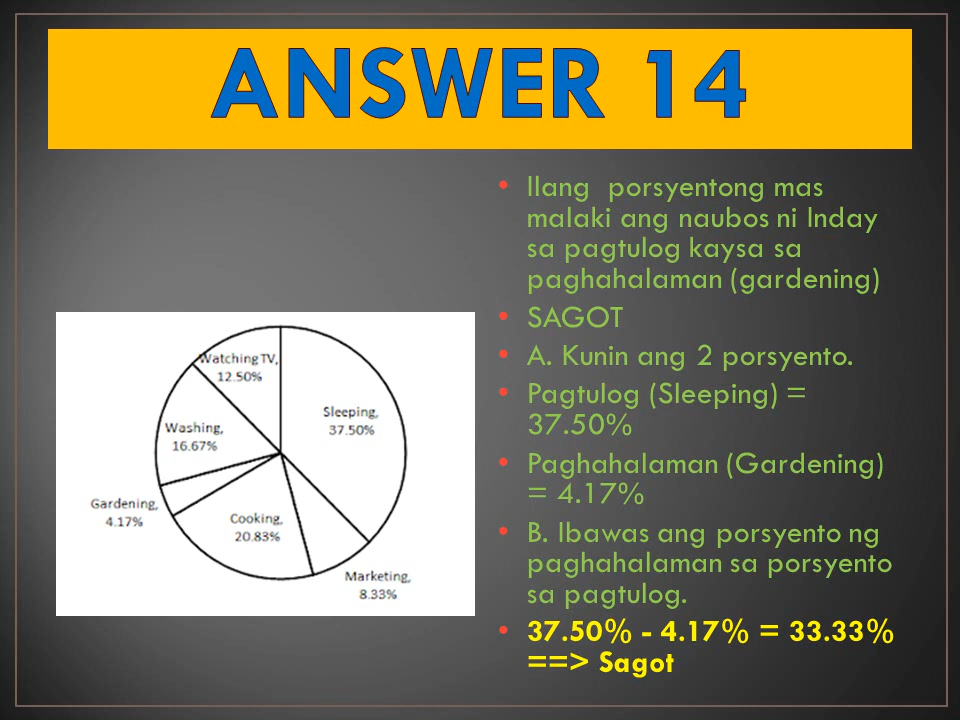 ANSWER 14
Watching TV,
12.50%
Sleeping,
37.50%
Washing,
16.67%
Gardening,
4.17%
Cooking,
20.83%
Marketing,
8.33%
• Ilang porsyentong mas
malaki ang naubos ni Inday
sa pagtulog kaysa sa
paghahalaman (gardening)
• SAGOT
• A. Kunin ang 2 porsyento.
• Pagtulog (Sleeping) =
37.50%
• Paghahalaman (Gardening)
= 4.17%
• B. Ibawas ang porsyento ng
paghahalaman sa porsyento
sa pagtulog.
• 37.50% - 4.17% = 33.33%
==> Sagot